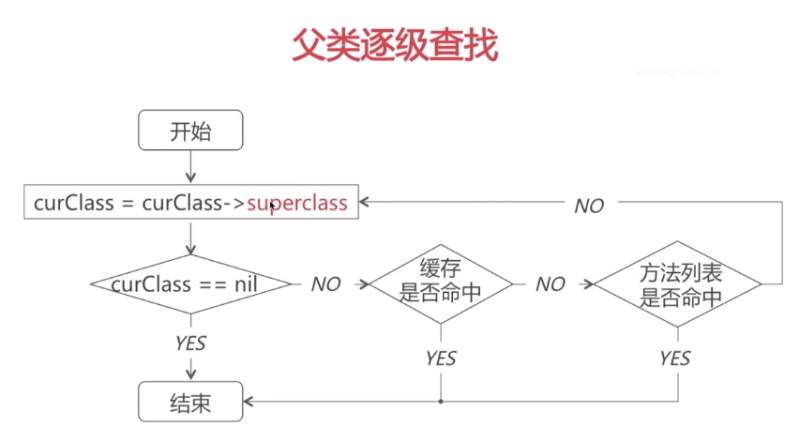 父类逐级查找
开始
curClass = curClass->superclass
NO
curClass == nil
NO
缓存
是否命中
NO
方法列表
是否命中
YES
YES
YES
结束